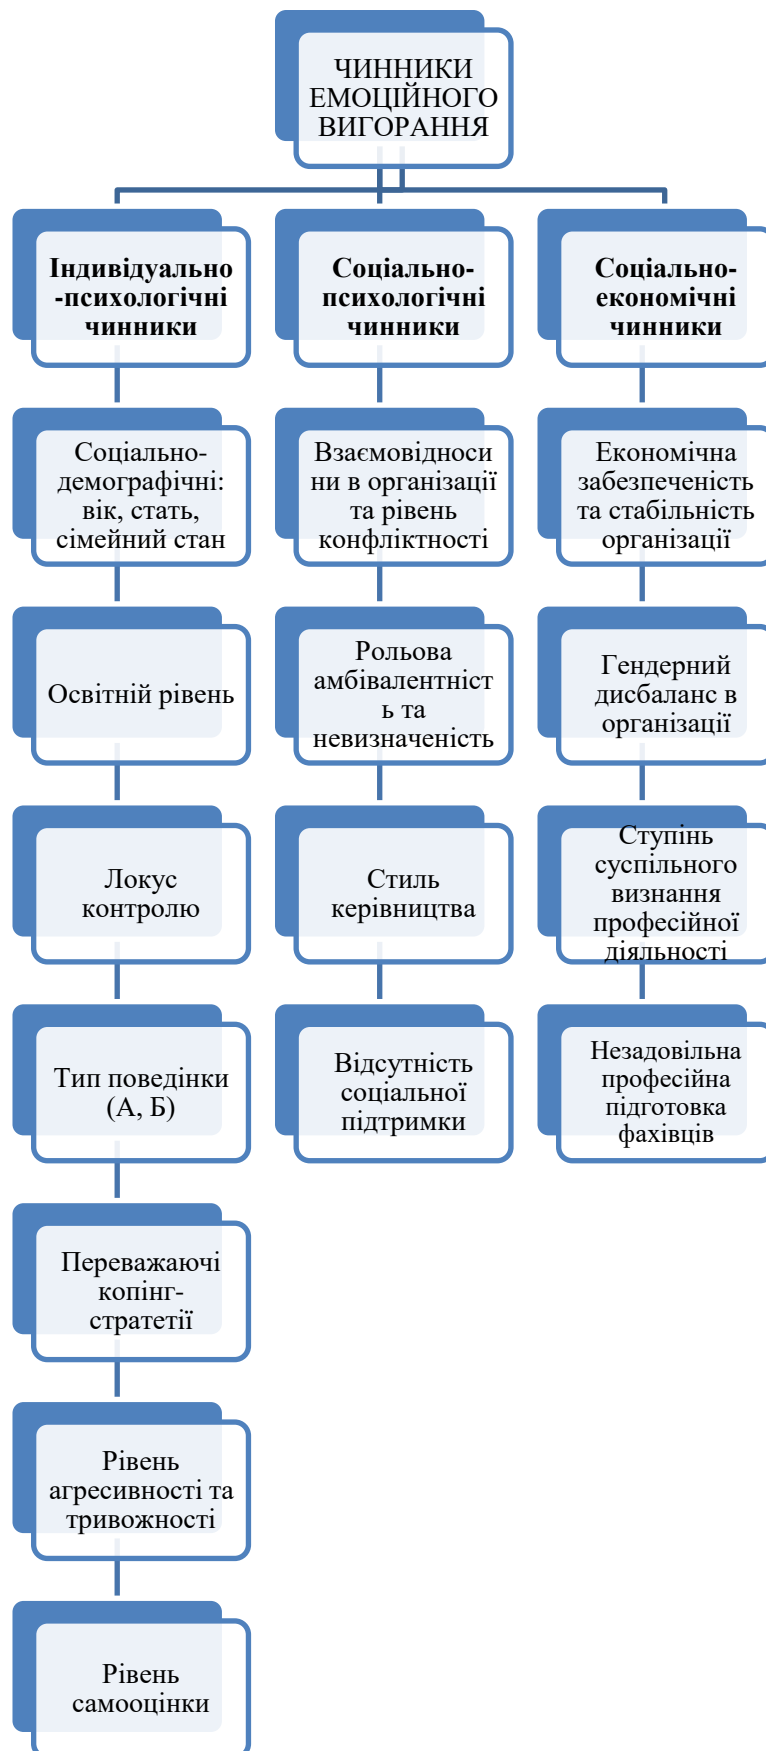 ЧИННИКИ
ЕМОЦІЙНОГО
ВИГОРАННЯ
Індивідуально
-психологічні
чинники
Соціально-
психологічні
чинники
Соціально-
економічні
чинники
Соціально-
демографічні:
вік, стать,
сімейний стан
Взаємовідноси
ни в організації
та рівень
конфліктності
Економічна
забезпеченість
та стабільність
організації
Освітній рівень
Рольова
амбівалентніст
ь та
невизначеність
Гендерний
дисбаланс в
організації
Локус
контролю
Стиль
керівництва
Ступінь
суспільного
визнання
професійної
діяльності
Тип поведінки
(А, Б)
Відсутність
соціальної
підтримки
Незадовільна
професійна
підготовка
фахівців
Переважаючі
копінг-
стратетії
Рівень
агресивності та
тривожності
Рівень
самооцінки